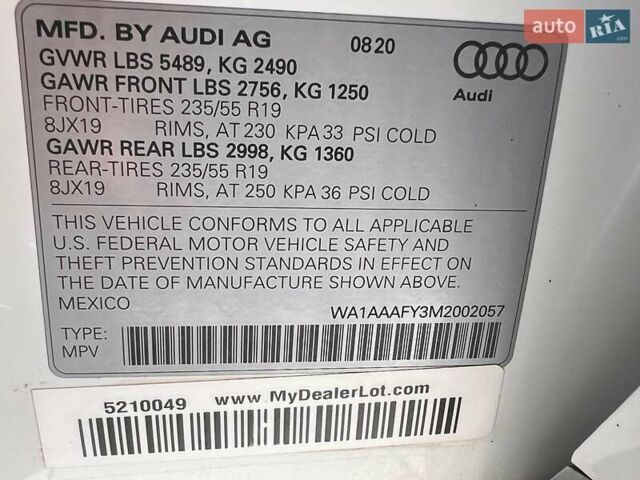 auto RIA.com
MFD. BY AUDI AG 0820
GVWR LBS 5489, KG 2490
GAWR FRONT LBS 2756, KG 1250
Audi
FRONT-TIRES 235/55 R19
8JX19 RIMS, AT 230 KPA 33 PSI COLD
GAWR REAR LBS 2998, KG 1360
REAR-TIRES 235/55 R19
8JX19 RIMS, AT 250 KPA 36 PSI COLD
THIS VEHICLE CONFORMS TO ALL APPLICABLE
U.S. FEDERAL MOTOR VEHICLE SAFETY AND
THEFT PREVENTION STANDARDS IN EFFECT ON
THE DATE OF MANUFACTURE SHOWN ABOVE.
MEXICO WA1AAAFY3M2002057
TYPE:
MPV
5210049 www.MyDealerLot.com